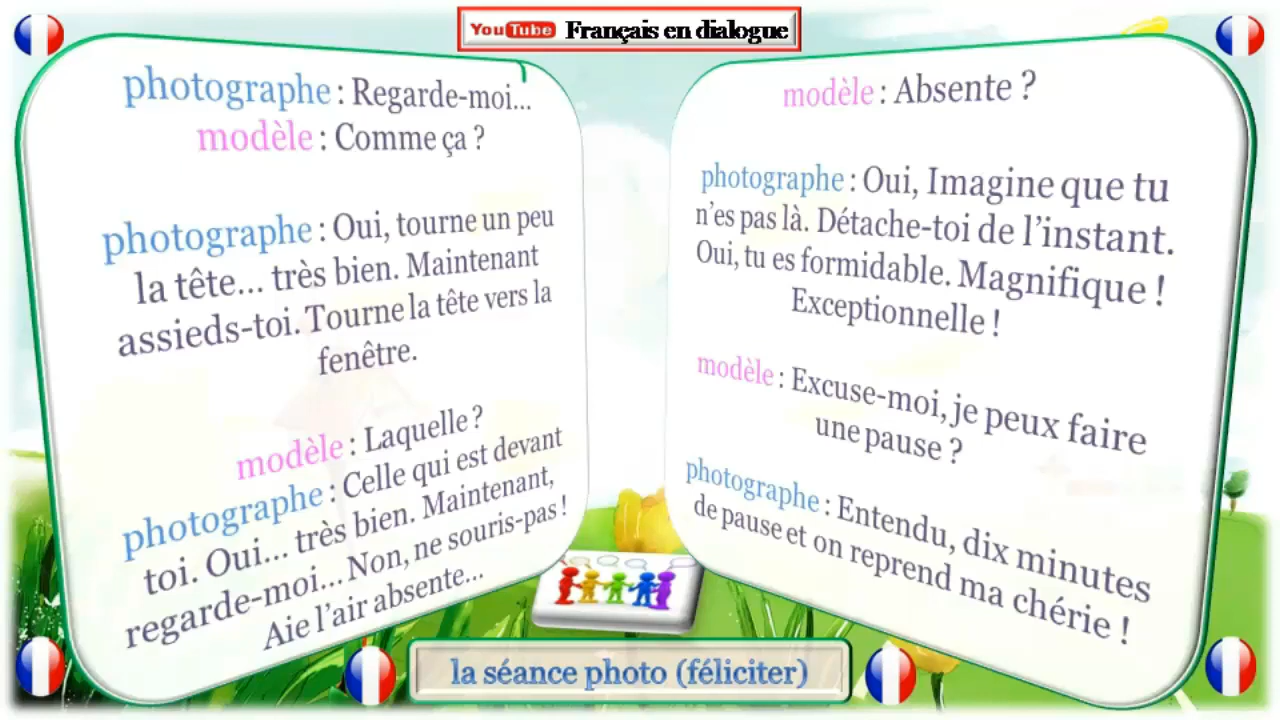 YouTube Français en dialogue
photographe : Regarde-moi...
modèle : Comme ça ?
photographe : Oui, tourne un peu
la tête... très bien. Maintenant
assieds-toi. Tourne la tête vers la
fenêtre.
modèle : Laquelle ?
photographe : Celle qui est devant
toi. Oui... très bien. Maintenant,
regarde-moi... Non, ne souris-pas !
Aie l'air absente...
modèle : Absente ?
photographe : Oui, Imagine que tu
n'es pas là. Détache-toi de l'instant.
Oui, tu es formidable. Magnifique !
Exceptionnelle !
modèle : Excuse-moi, je peux faire
une pause ?
photographe : Entendu, dix minutes
de pause et on reprend ma chérie !
la séance photo (féliciter)